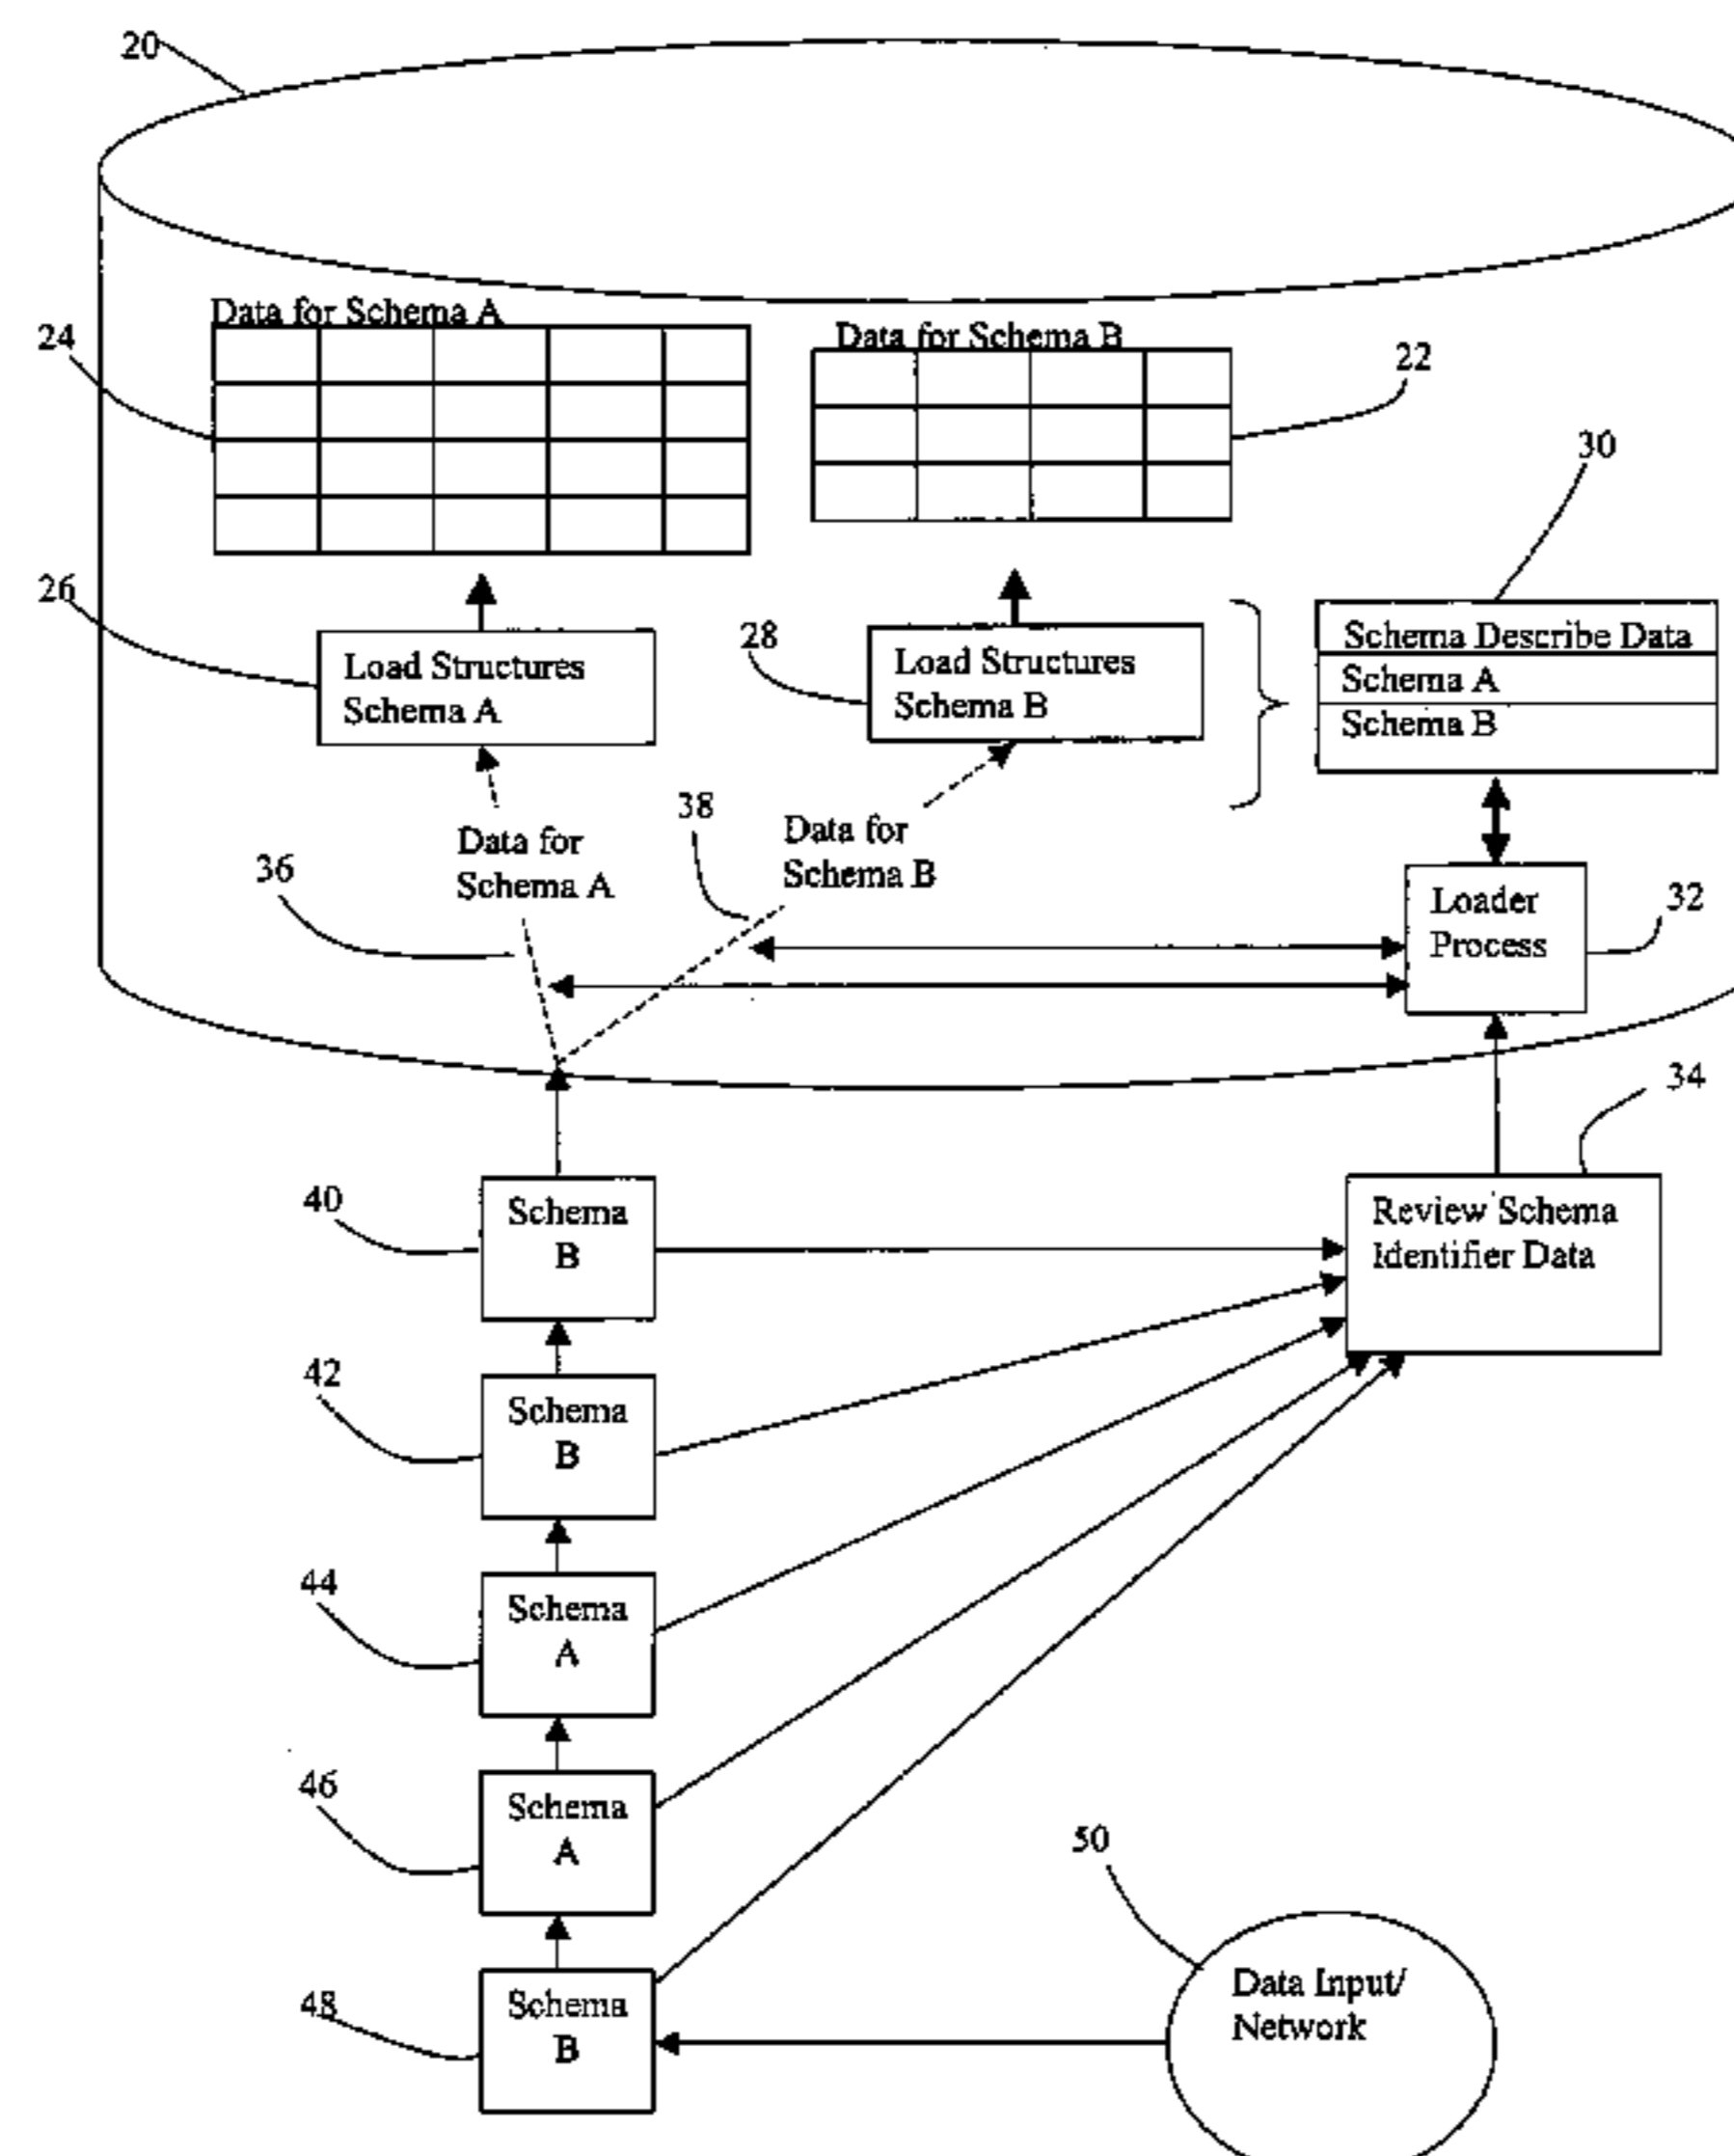 20
Data for Schema A
Data for Schema B
24
22
30
26
28
Load Structures
Schema A
Load Structures
Schema B
Schema Describe Data
Schema A
Schema B
38
36
Data for
Schema A
Data for
Schema B
Loader
Process
32
34
40
Schema
B
Review Schema
Identifier Data
42
Schema
B
44
Schema
A
46
Schema
A
50
48
Schema
B
Data Input/
Network